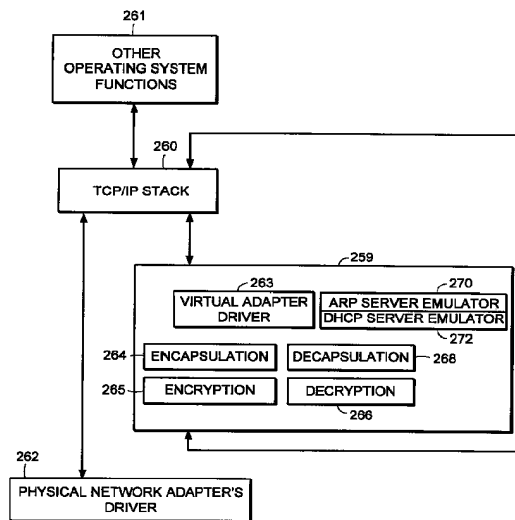 261
OTHER
OPERATING SYSTEM
FUNCTIONS
260
TCP/IP STACK
259
263
VIRTUAL ADAPTER
DRIVER
270
ARP SERVER EMULATOR
DHCP SERVER EMULATOR
272
264
ENCAPSULATION
DECAPSULATION
268
265
ENCRYPTION
DECRYPTION
266
262
PHYSICAL NETWORK ADAPTER'S
DRIVER